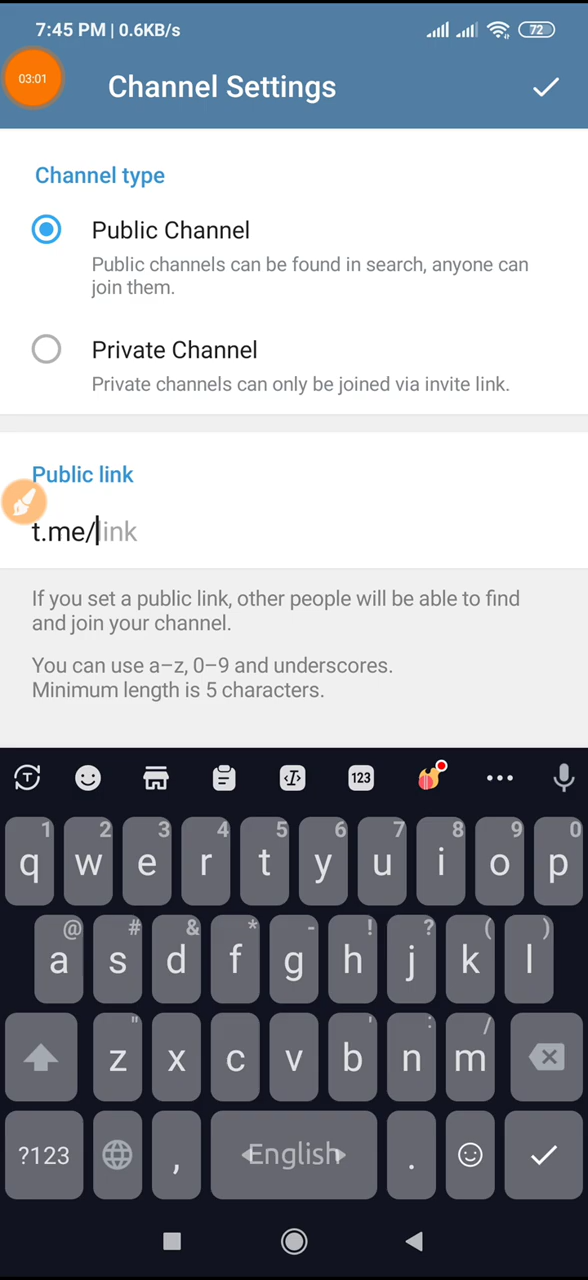 7:45 PM | 0.6KB/s
72
03:01
Channel Settings
Channel type
Public Channel
Public channels can be found in search, anyone can
join them.
Private Channel
Private channels can only be joined via invite link.
Public link
t.me/link
If you set a public link, other people will be able to find
and join your channel.
You can use a–z, 0–9 and underscores.
Minimum length is 5 characters.
T
T
123
1 2 3 4 5 6 7 8 9 0
q w e r t y u i o p
@ # & * - ! ? ( )
a s d f g h j k l
" ' : /
z x c v b n m
?123 , English .